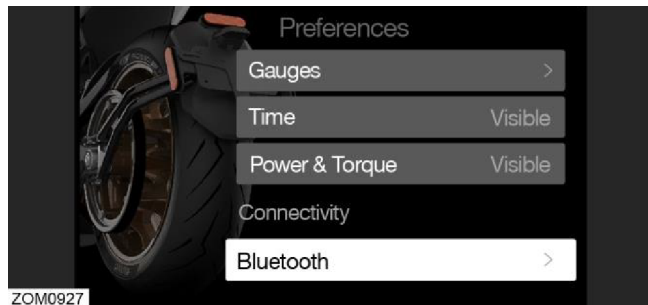 Preferences
Gauges >
Time Visible
Power & Torque Visible
Connectivity
Bluetooth >
ZOM0927